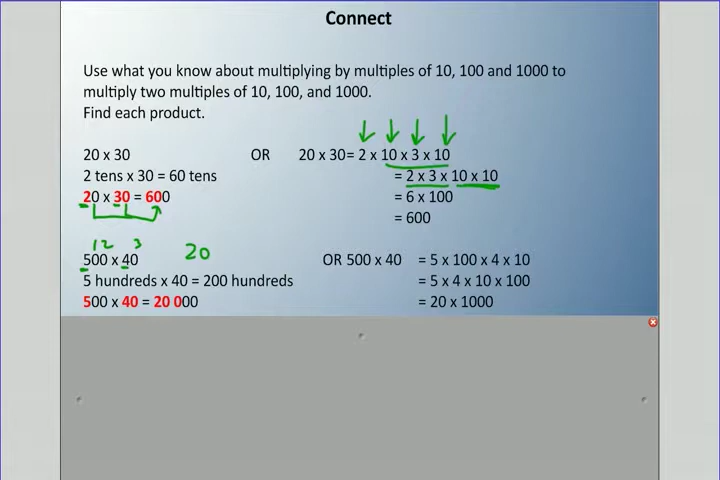 Connect
Use what you know about multiplying by multiples of 10, 100 and 1000 to
multiply two multiples of 10, 100, and 1000.
Find each product.
20 x 30 OR 20 x 30= 2 x 10 x 3 x 10
2 tens x 30 = 60 tens = 2 x 3 x 10 x 10
20 x 30 = 600 = 6 x 100
= 600
12 3 20
500 x 40 OR 500 x 40 = 5 x 100 x 4 x 10
5 hundreds x 40 = 200 hundreds = 5 x 4 x 10 x 100
500 x 40 = 20 000 = 20 x 1000